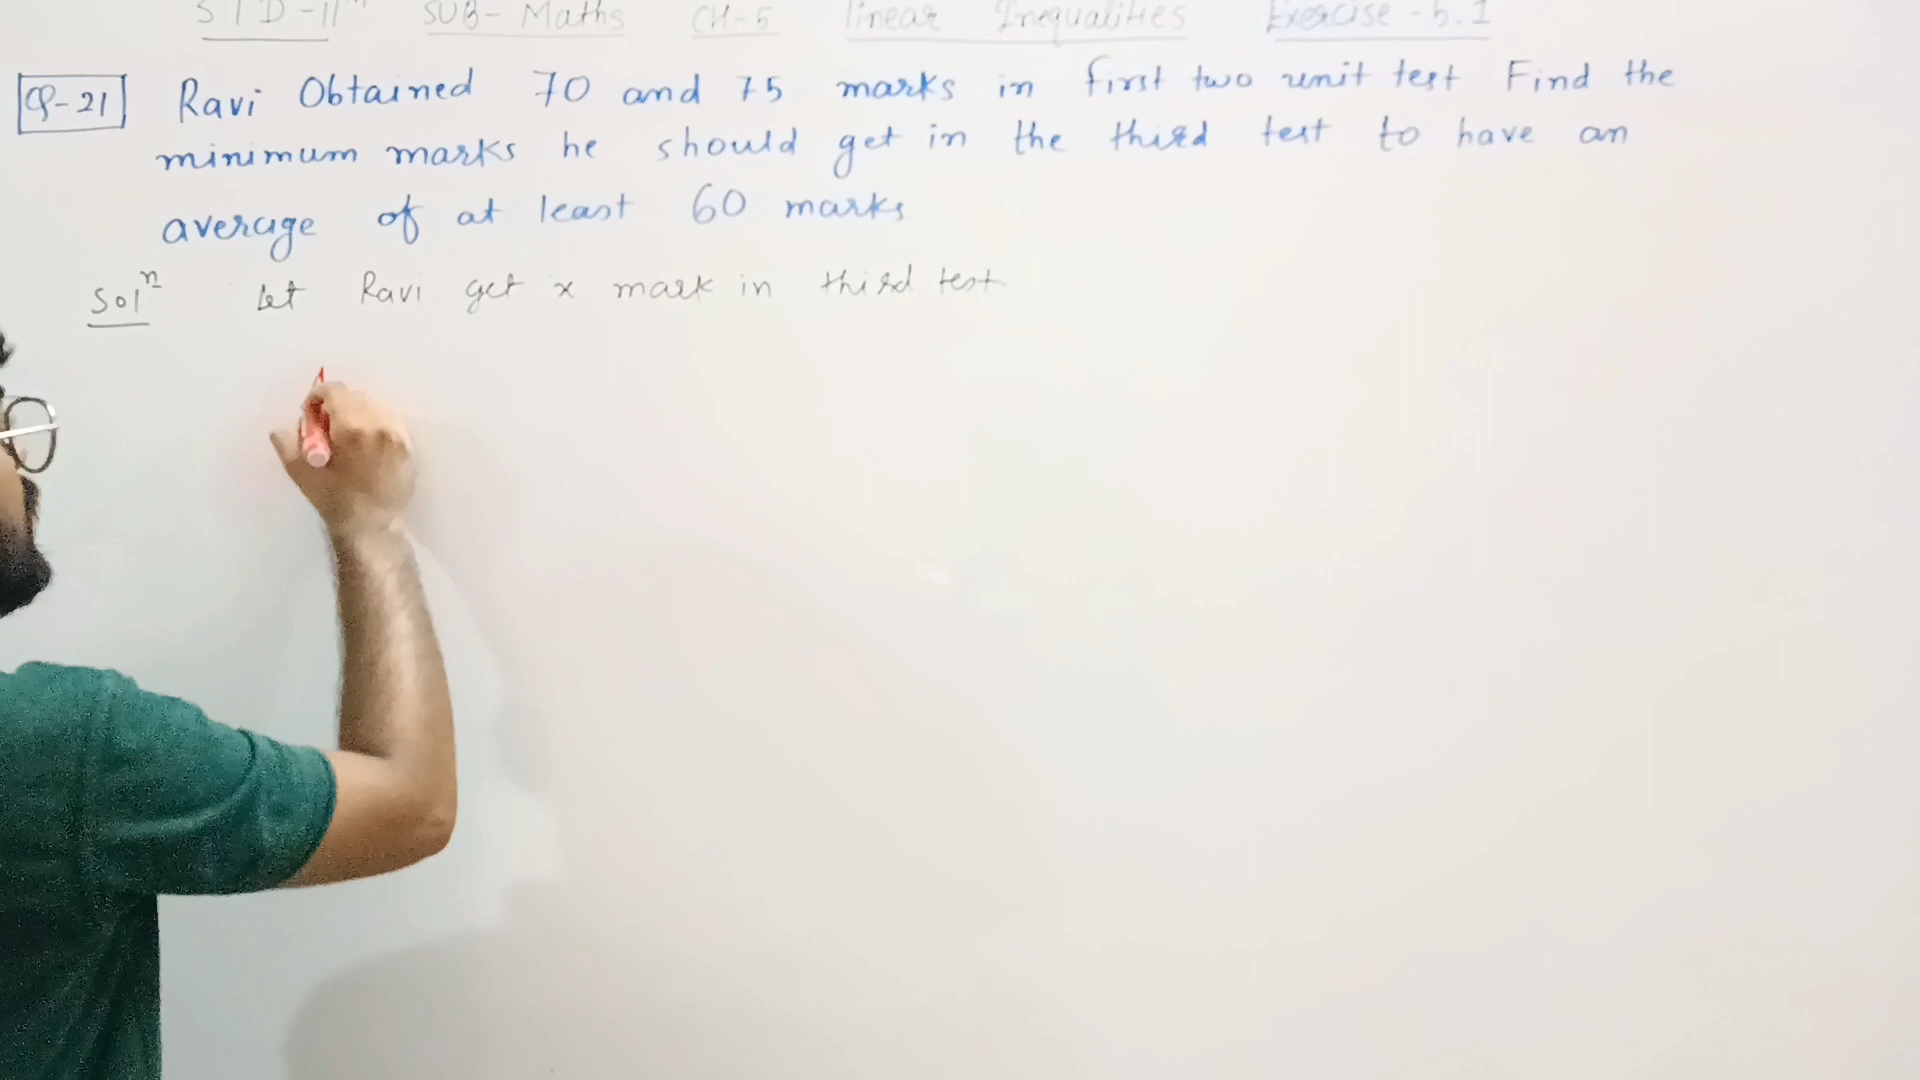 STD-11ᵗʰ SUB- Maths CH-5 linear Inequalities Exercise -5.1
Q-21 Ravi Obtained 70 and 75 marks in first two unit test Find the
minimum marks he should get in the third test to have an
average of at least 60 marks
Solⁿ Let Ravi get x mark in third test